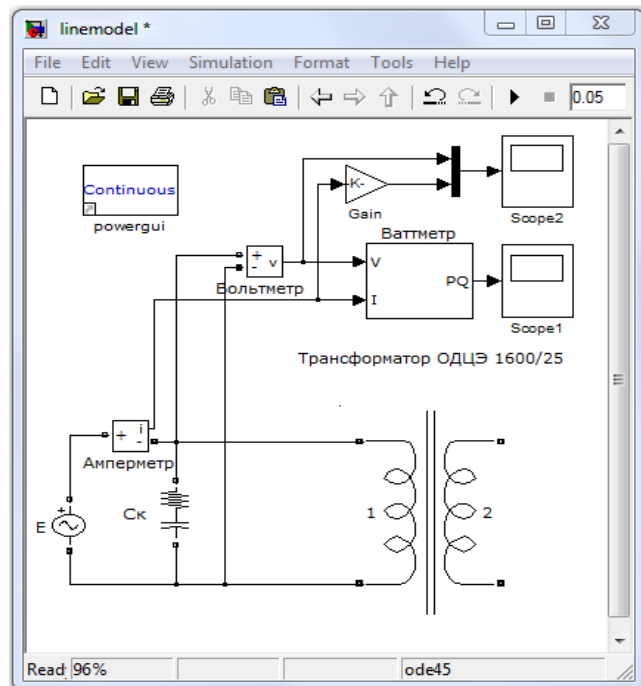 linemodel *
File Edit View Simulation Format Tools Help
0.05
Continuous
powergui
K-
Gain
Scope2
Ваттметр
+
-
v
V
I
PQ
Вольтметр
Scope1
Трансформатор ОДЦЭ 1600/25
+
i
-
Амперметр
+
E
Ск
1
2
Read 96% ode45